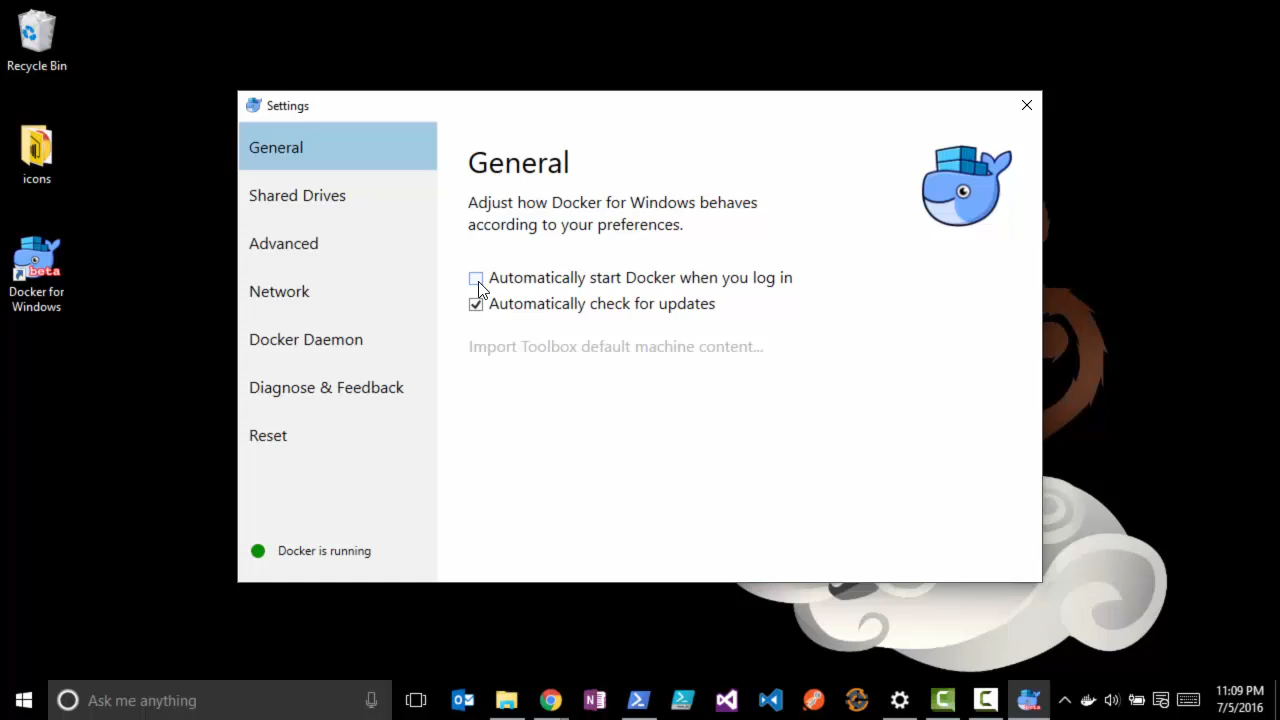 Recycle Bin
icons
beta
Docker for
Windows
Settings
General
Shared Drives
Advanced
Network
Docker Daemon
Diagnose & Feedback
Reset
Docker is running
General
Adjust how Docker for Windows behaves
according to your preferences.
Automatically start Docker when you log in
Automatically check for updates
Import Toolbox default machine content...
Ask me anything
beta
11:09 PM
7/5/2016